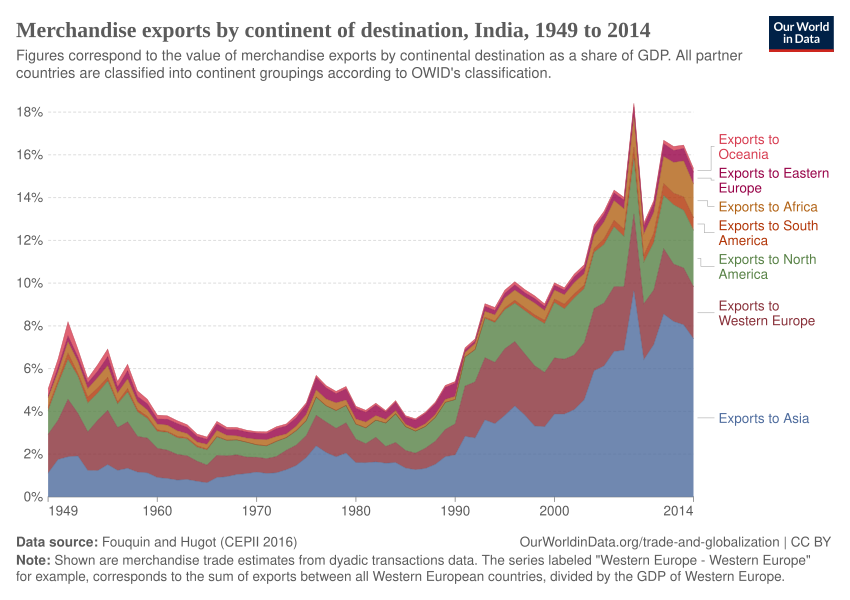 Merchandise exports by continent of destination, India, 1949 to 2014
Our World
in Data
Figures correspond to the value of merchandise exports by continental destination as a share of GDP. All partner
countries are classified into continent groupings according to OWID's classification.
18%
16%
14%
12%
10%
8%
6%
4%
2%
0%
Exports to
Oceania
Exports to Eastern
Europe
Exports to Africa
Exports to South
America
Exports to North
America
Exports to
Western Europe
Exports to Asia
1949
1960
1970
1980
1990
2000
2014
Data source: Fouquin and Hugot (CEPII 2016)
OurWorldinData.org/trade-and-globalization | CC BY
Note: Shown are merchandise trade estimates from dyadic transactions data. The series labeled "Western Europe - Western Europe"
for example, corresponds to the sum of exports between all Western European countries, divided by the GDP of Western Europe.